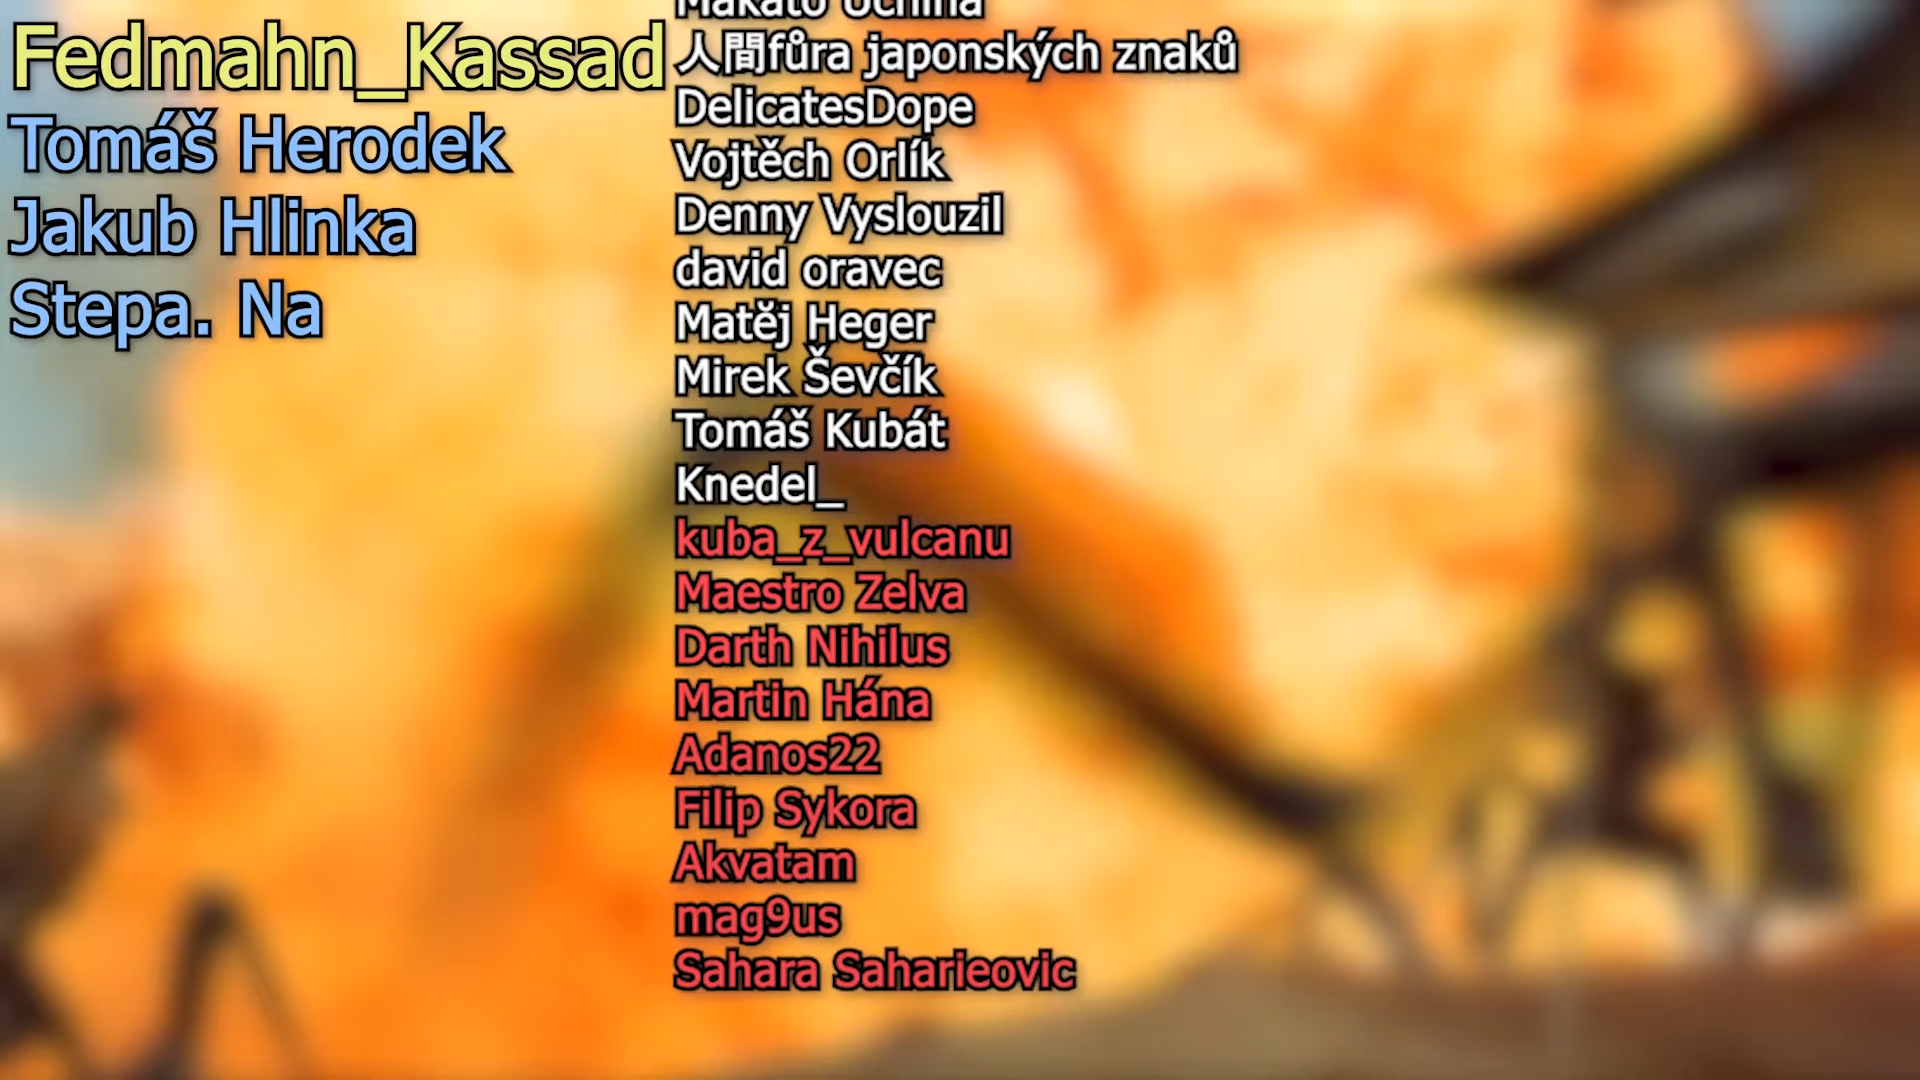 Fedmahn_Kassad
Tomáš Herodek
Jakub Hlinka
Stepa. Na
Makato Uchiha
人間fůra japonských znaků
DelicatesDope
Vojtěch Orlík
Denny Vyslouzil
david oravec
Matěj Heger
Mirek Ševčík
Tomáš Kubát
Knedel_
kuba_z_vulcanu
Maestro Zelva
Darth Nihilus
Martin Hána
Adanos22
Filip Sykora
Akvatam
mag9us
Sahara Saharieovic